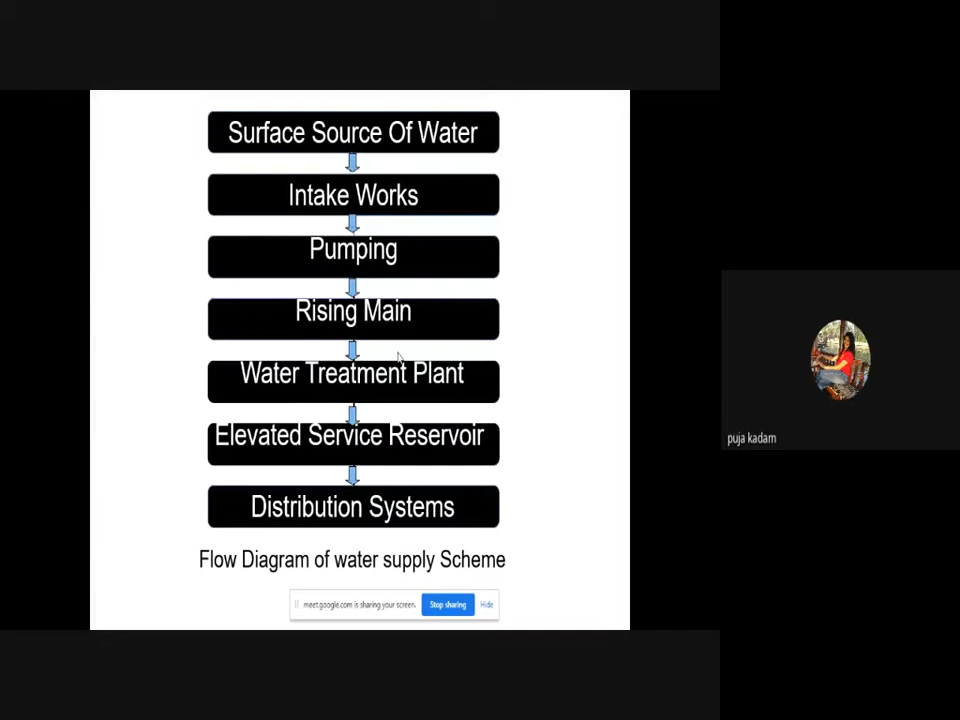 Surface Source Of Water
Intake Works
Pumping
Rising Main
Water Treatment Plant
Elevated Service Reservoir
Distribution Systems
Flow Diagram of water supply Scheme
meet.google.com is sharing your screen. Stop sharing Hide
puja kadam